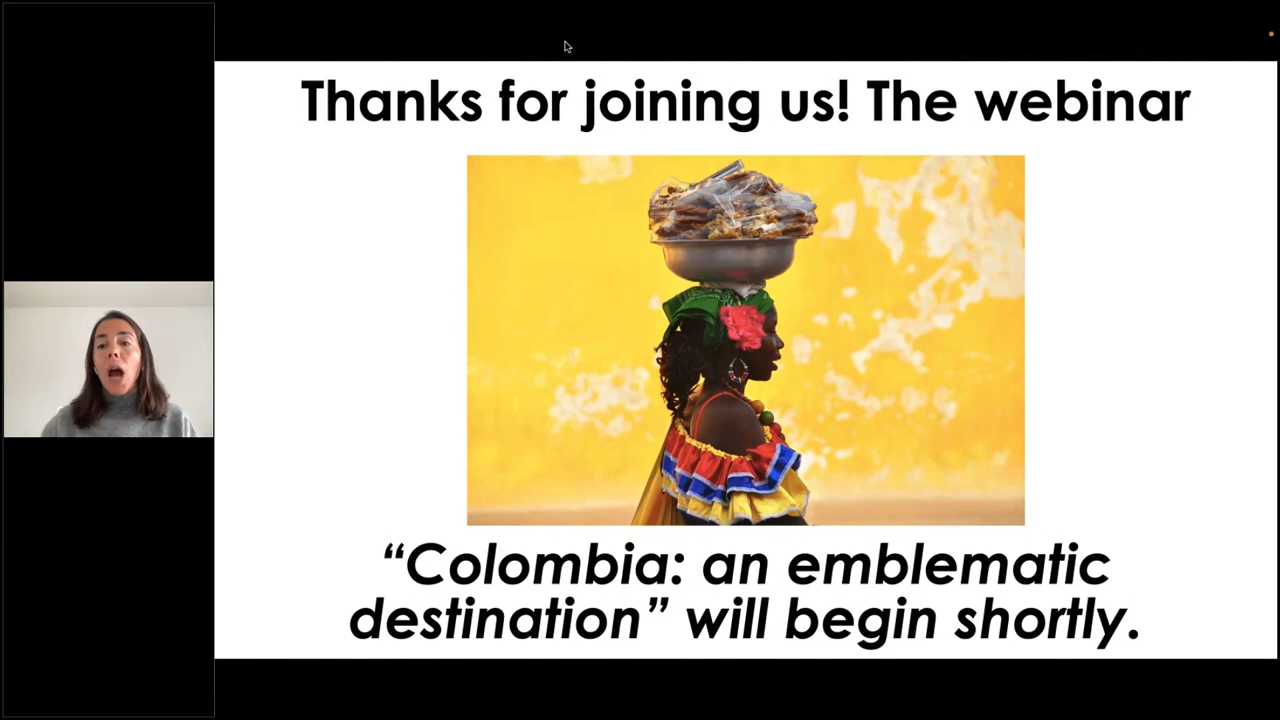 Thanks for joining us! The webinar
“Colombia: an emblematic
destination” will begin shortly.